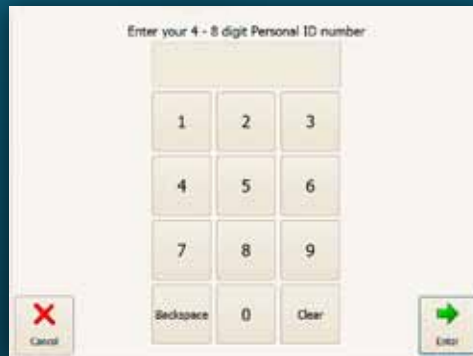 Enter your 4 - 8 digit Personal ID number
1 2 3
4 5 6
7 8 9
Backspace 0 Clear
Cancel Enter